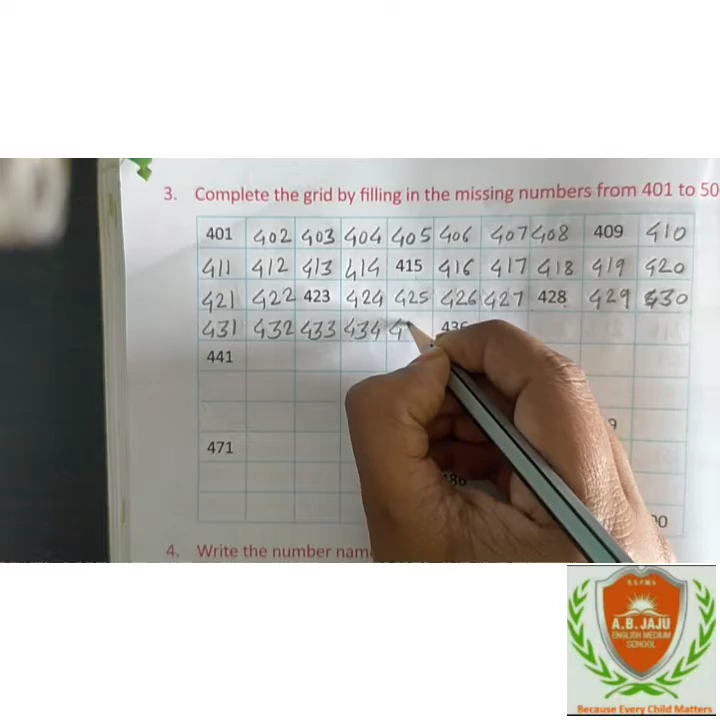 3. Complete the grid by filling in the missing numbers from 401 to 50
401 402 403 404 405 406 407 408 409 410
411 412 413 414 415 416 417 418 419 420
421 422 423 424 425 426 427 428 429 430
431 432 433 434 4 436
441
471
486
4. Write the number nam
A.B.JAJU
ENGLISH MEDIUM
SCHOOL
Because Every Child Matters